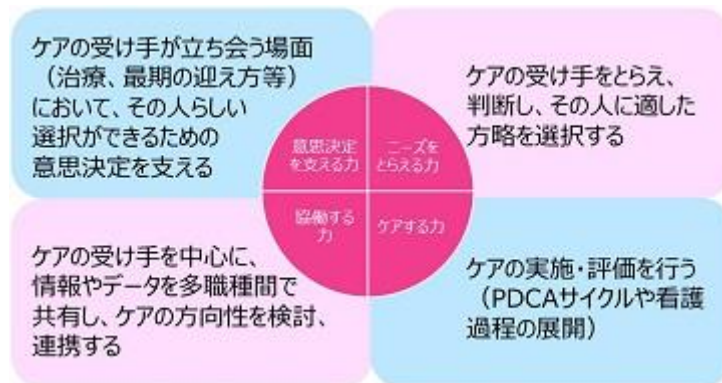 ケアの受け手が立ち会う場面
（治療、最期の迎え方等）
において、その人らしい
選択ができるための
意思決定を支える
ケアの受け手をとらえ、
判断し、その人に適した
方略を選択する
意思決定
を支える力
ニーズを
とらえる力
協働する
力
ケアする力
ケアの受け手を中心に、
情報やデータを多職種間で
共有し、ケアの方向性を検討、
連携する
ケアの実施・評価を行う
（PDCAサイクルや看護
過程の展開）